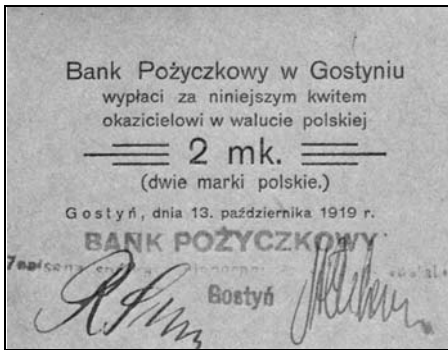 Bank Pożyczkowy w Gostyniu
wypłaci za niniejszym kwitem
okazicielowi w walucie polskiej
2 mk.
(dwie marki polskie.)
Gostyń, dnia 13. października 1919 r.
BANK POŻYCZKOWY
Gostyń